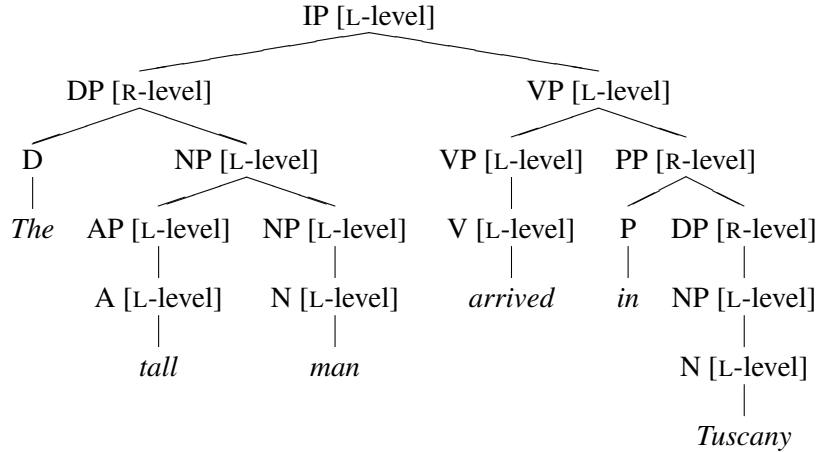 IP [L-level]
DP [R-level] VP [L-level]
D NP [L-level] VP [L-level] PP [R-level]
The AP [L-level] NP [L-level] V [L-level] P DP [R-level]
A [L-level] N [L-level] arrived in NP [L-level]
tall man N [L-level]
Tuscany